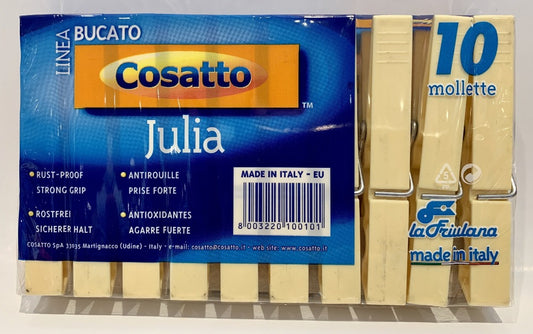 LINEA BUCATO
Cosatto
TM
Julia
• RUST-PROOF
STRONG GRIP
• ANTIROUILLE
PRISE FORTE
• ROSTFREI
SICHERER HALT
• ANTIOXIDANTES
AGARRE FUERTE
MADE IN ITALY - EU
8 003220 100101
COSATTO SpA 33035 Martignacco (Udine) - Italy - e-mail: cosatto@cosatto.it - web site: www.cosatto.it
10
mollette
5
la Friulana
made in italy